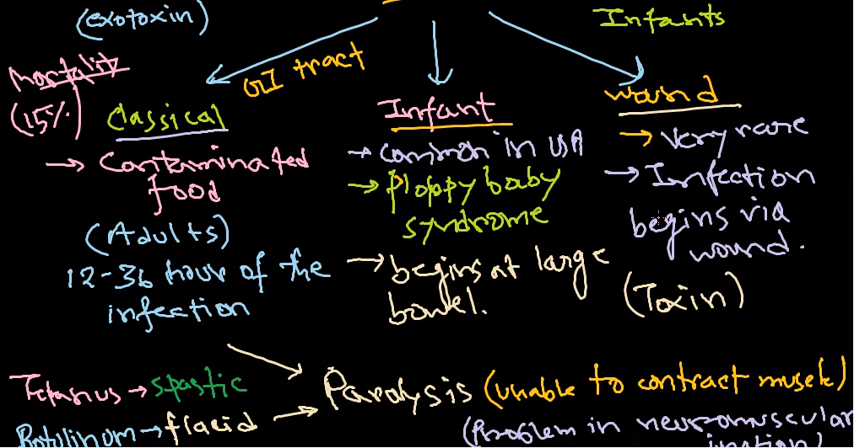 (exotoxin)
Infants
GI tract
Mortality
(15%)
Classical
→ Contaminated
food
(Adults)
12-36 hour of the
infection
Infant
→ common in USA
→ ploppy baby
syndrome
→ begins at large
bowel.
wound
→ Very rare
→ Infection
begins via
wound.
(Toxin)
Tetanus → spastic
Botulinum → flacid
→ Paralysis (unable to contract muscle)
(Problem in neuromuscular